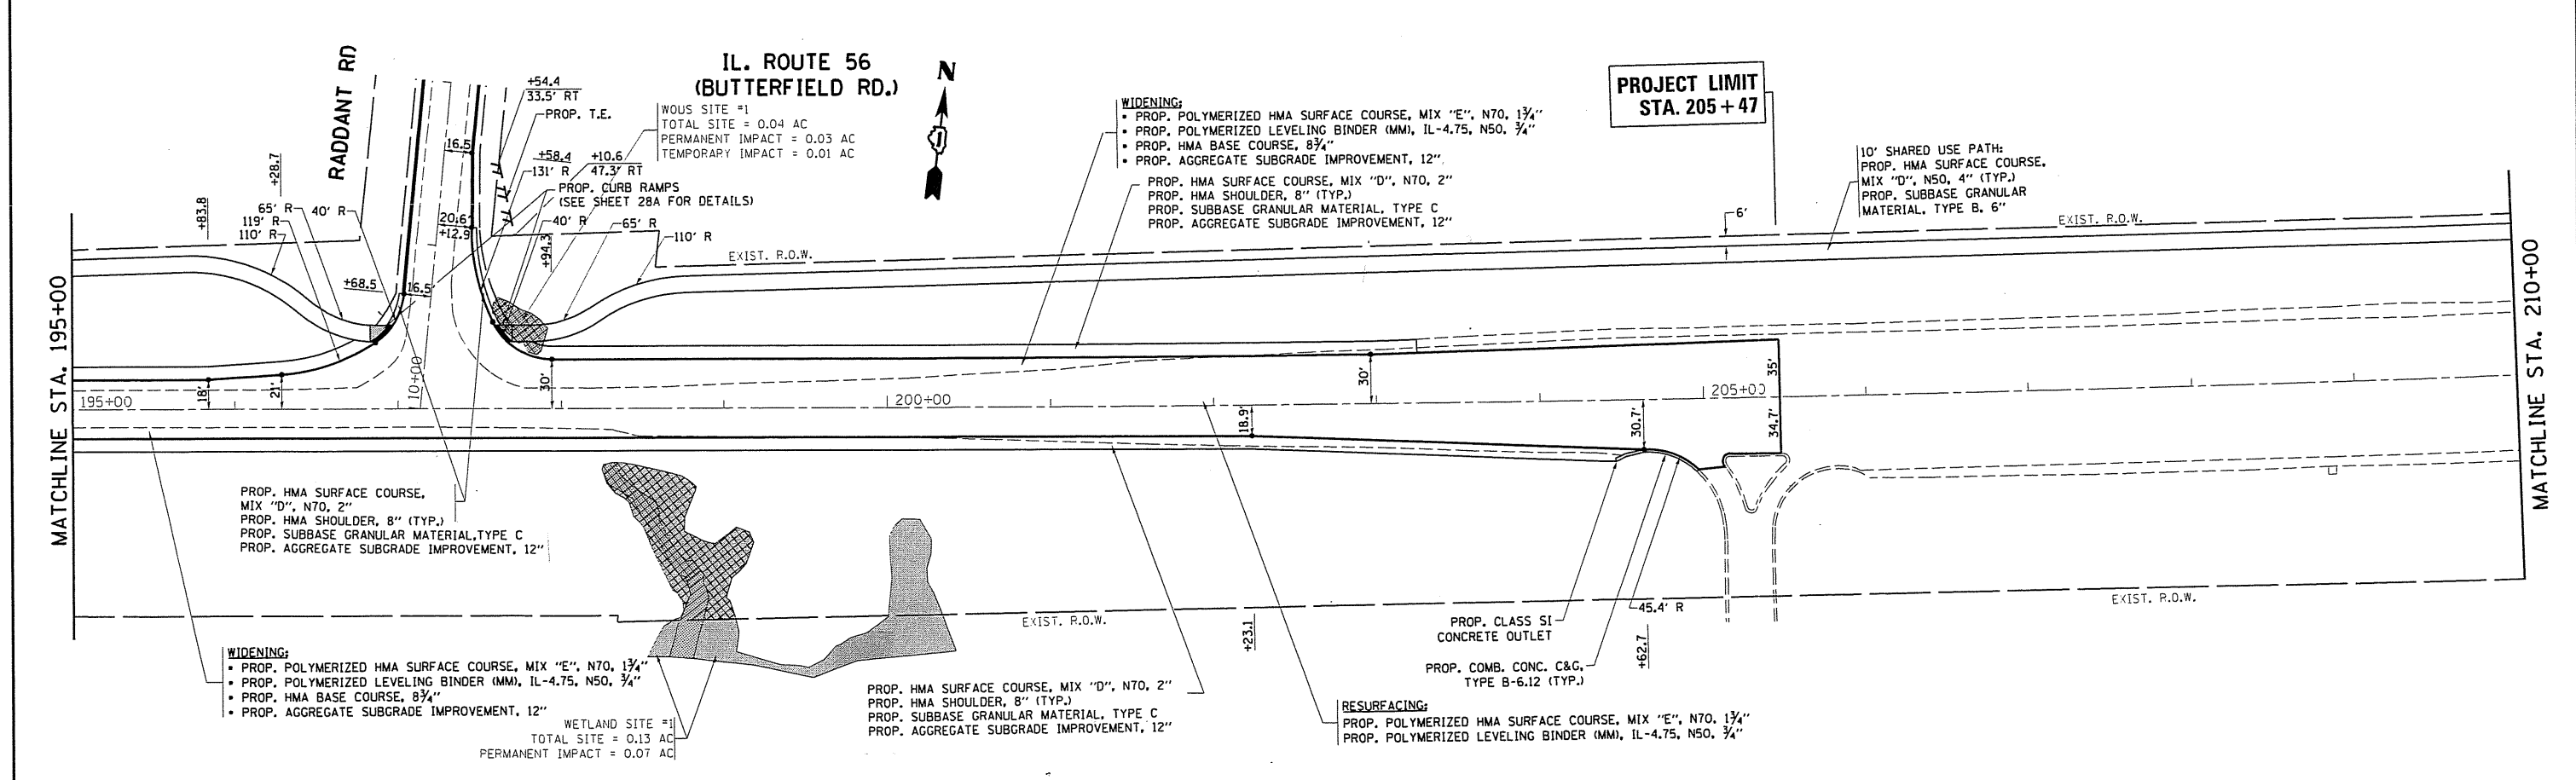 IL. ROUTE 56
(BUTTERFIELD RD.)
N
RADDANT RD
PROJECT LIMIT
STA. 205+47
+54.4
33.5' RT
PROP. T.E.
WOUS SITE =1
TOTAL SITE = 0.04 AC
PERMANENT IMPACT = 0.03 AC
TEMPORARY IMPACT = 0.01 AC
16.5'
+58.4
131' R
+10.6
47.3' RT
PROP. CURB RAMPS
(SEE SHEET 28A FOR DETAILS)
40' R
65' R
110' R
20.6'
+12.9
+94.3
+28.7
+83.8
65' R
40' R
119' R
110' R
+68.5
16.5'
EXIST. R.O.W.
WIDENING:
• PROP. POLYMERIZED HMA SURFACE COURSE, MIX "E", N70, 1¾"
• PROP. POLYMERIZED LEVELING BINDER (MM), IL-4.75, N50, ¾"
• PROP. HMA BASE COURSE, 8¾"
• PROP. AGGREGATE SUBGRADE IMPROVEMENT, 12"
PROP. HMA SURFACE COURSE, MIX "D", N70, 2"
PROP. HMA SHOULDER, 8" (TYP.)
PROP. SUBBASE GRANULAR MATERIAL, TYPE C
PROP. AGGREGATE SUBGRADE IMPROVEMENT, 12"
10' SHARED USE PATH:
PROP. HMA SURFACE COURSE,
MIX "D", N50, 4" (TYP.)
PROP. SUBBASE GRANULAR
MATERIAL, TYPE B, 6"
6'
EXIST. R.O.W.
MATCHLINE STA. 195+00
MATCHLINE STA. 210+00
195+00
18'
21'
10+00
30'
200+00
30'
205+00
35'
18.9'
30.7'
34.7'
PROP. HMA SURFACE COURSE,
MIX "D", N70, 2"
PROP. HMA SHOULDER, 8" (TYP.)
PROP. SUBBASE GRANULAR MATERIAL,TYPE C
PROP. AGGREGATE SUBGRADE IMPROVEMENT, 12"
EXIST. R.O.W.
+23.1
PROP. CLASS SI
CONCRETE OUTLET
45.4' R
+62.7
EXIST. R.O.W.
PROP. COMB. CONC. C&G,
TYPE B-6.12 (TYP.)
WIDENING:
• PROP. POLYMERIZED HMA SURFACE COURSE, MIX "E", N70, 1¾"
• PROP. POLYMERIZED LEVELING BINDER (MM), IL-4.75, N50, ¾"
• PROP. HMA BASE COURSE, 8¾"
• PROP. AGGREGATE SUBGRADE IMPROVEMENT, 12"
WETLAND SITE =1
TOTAL SITE = 0.13 AC
PERMANENT IMPACT = 0.07 AC
PROP. HMA SURFACE COURSE, MIX "D", N70, 2"
PROP. HMA SHOULDER, 8" (TYP.)
PROP. SUBBASE GRANULAR MATERIAL, TYPE C
PROP. AGGREGATE SUBGRADE IMPROVEMENT, 12"
RESURFACING:
PROP. POLYMERIZED HMA SURFACE COURSE, MIX "E", N70, 1¾"
PROP. POLYMERIZED LEVELING BINDER (MM), IL-4.75, N50, ¾"